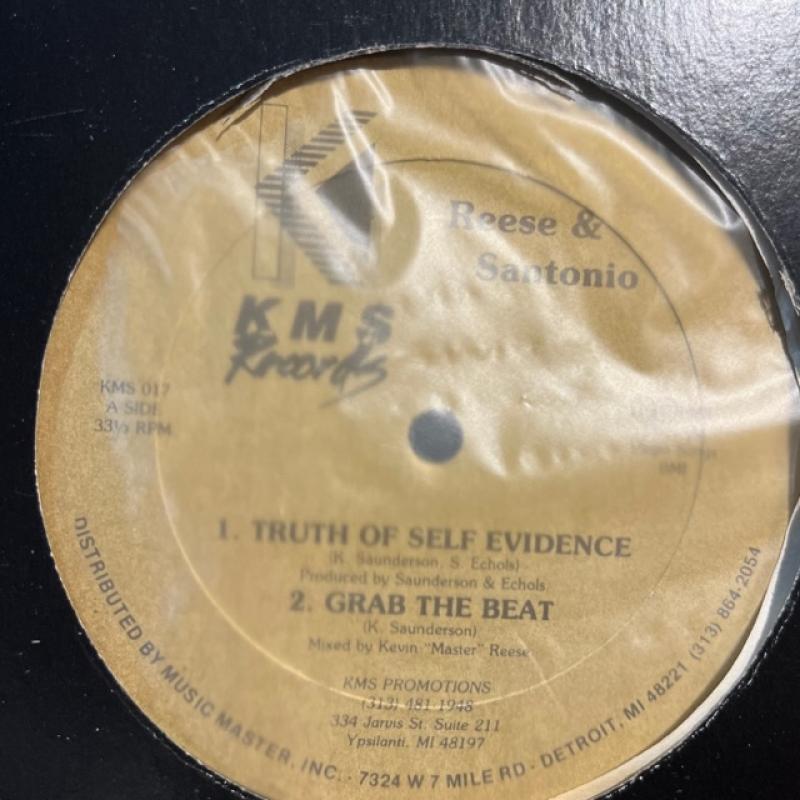 K
Reese &
Santonio
KMS
Records
KMS 017
A SIDE
33⅓ RPM
BMI
1. TRUTH OF SELF EVIDENCE
(K. Saunderson, S. Echols)
Produced by Saunderson & Echols
2. GRAB THE BEAT
(K. Saunderson)
Mixed by Kevin "Master" Reese
KMS PROMOTIONS
(313) 481-1948
334 Jarvis St. Suite 211
Ypsilanti, MI 48197
DISTRIBUTED BY MUSIC MASTER, INC. · 7324 W 7 MILE RD · DETROIT, MI 48221 (313) 864-2054